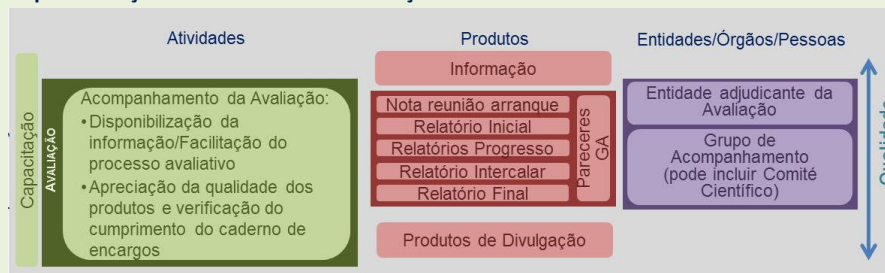 Atividades
Produtos
Entidades/Órgãos/Pessoas
Capacitação
AVALIAÇÃO
Acompanhamento da Avaliação:
• Disponibilização da
informação/Facilitação do
processo avaliativo
• Apreciação da qualidade dos
produtos e verificação do
cumprimento do caderno de
encargos
Informação
Nota reunião arranque
Relatório Inicial
Relatórios Progresso
Relatório Intercalar
Relatório Final
Pareceres
GA
Produtos de Divulgação
Entidade adjudicante da
Avaliação
Grupo de
Acompanhamento
(pode incluir Comité
Científico)